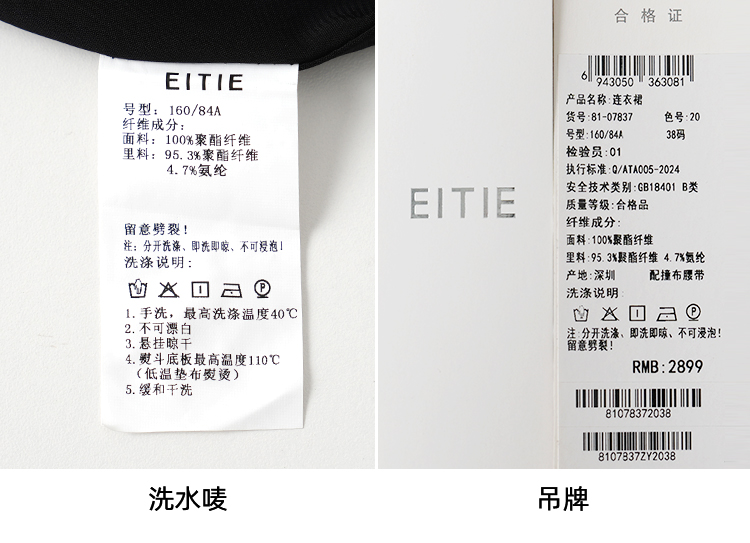 EITIE
号型: 160/84A
纤维成分:
面料: 100%聚酯纤维
里料: 95.3%聚酯纤维
4.7%氨纶
留意劈裂!
注: 分开洗涤、即洗即晾、不可浸泡!
洗涤说明:
1.手洗，最高洗涤温度40℃
2.不可漂白
3.悬挂晾干
4.熨斗底板最高温度110℃
(低温垫布熨烫)
5.缓和干洗
洗水唛
EITIE
合格证
6 943050 363081
产品名称:连衣裙
货号:81-07837 色号:20
号型:160/84A 38码
检验员:01
执行标准:Q/ATA005-2024
安全技术类别:GB18401 B类
质量等级:合格品
纤维成分:
面料:100%聚酯纤维
里料:95.3%聚酯纤维 4.7%氨纶
产地:深圳 配撞布腰带
洗涤说明:
注:分开洗涤、即洗即晾、不可浸泡!
留意劈裂!
RMB:2899
81078372038
8107837ZY2038
吊牌